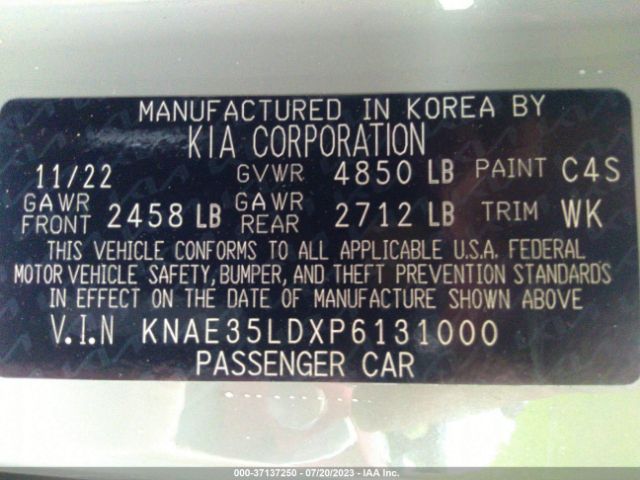 MANUFACTURED IN KOREA BY
KIA CORPORATION
11/22 GVWR 4850 LB PAINT C4S
GAWR FRONT 2458 LB GAWR REAR 2712 LB TRIM WK
THIS VEHICLE CONFORMS TO ALL APPLICABLE U.S.A. FEDERAL
MOTOR VEHICLE SAFETY, BUMPER, AND THEFT PREVENTION STANDARDS
IN EFFECT ON THE DATE OF MANUFACTURE SHOWN ABOVE
V.I.N KNAE35LDXP6131000
PASSENGER CAR
000-37137250 - 07/20/2023 - IAA Inc.